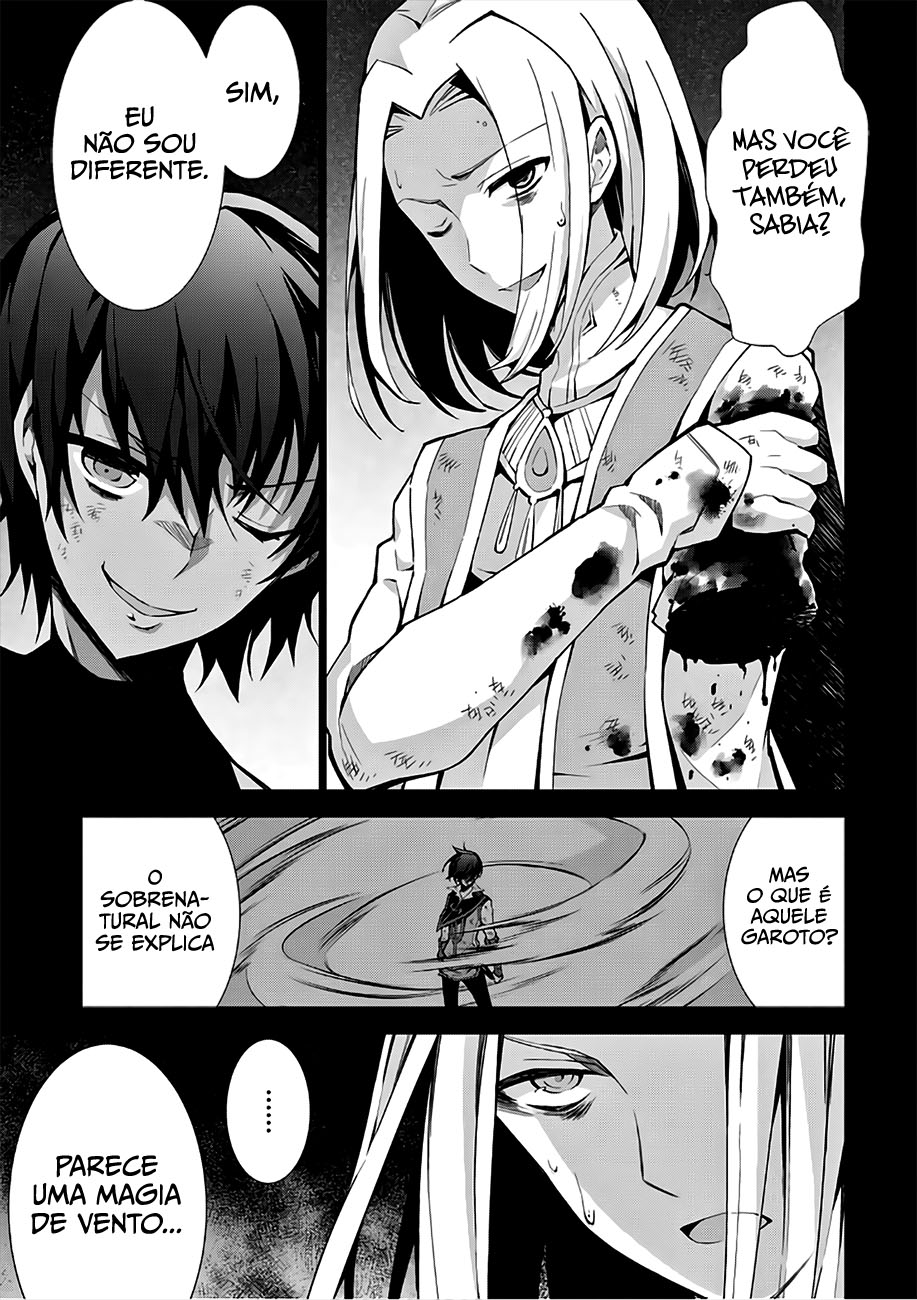 MAS VOCÊ
PERDEU
TAMBÉM,
SABIA?
SIM,
EU
NÃO SOU
DIFERENTE.
MAS
O QUE É
AQUELE
GAROTO?
O
SOBRENA-
TURAL NÃO
SE EXPLICA
......
PARECE
UMA MAGIA
DE VENTO...